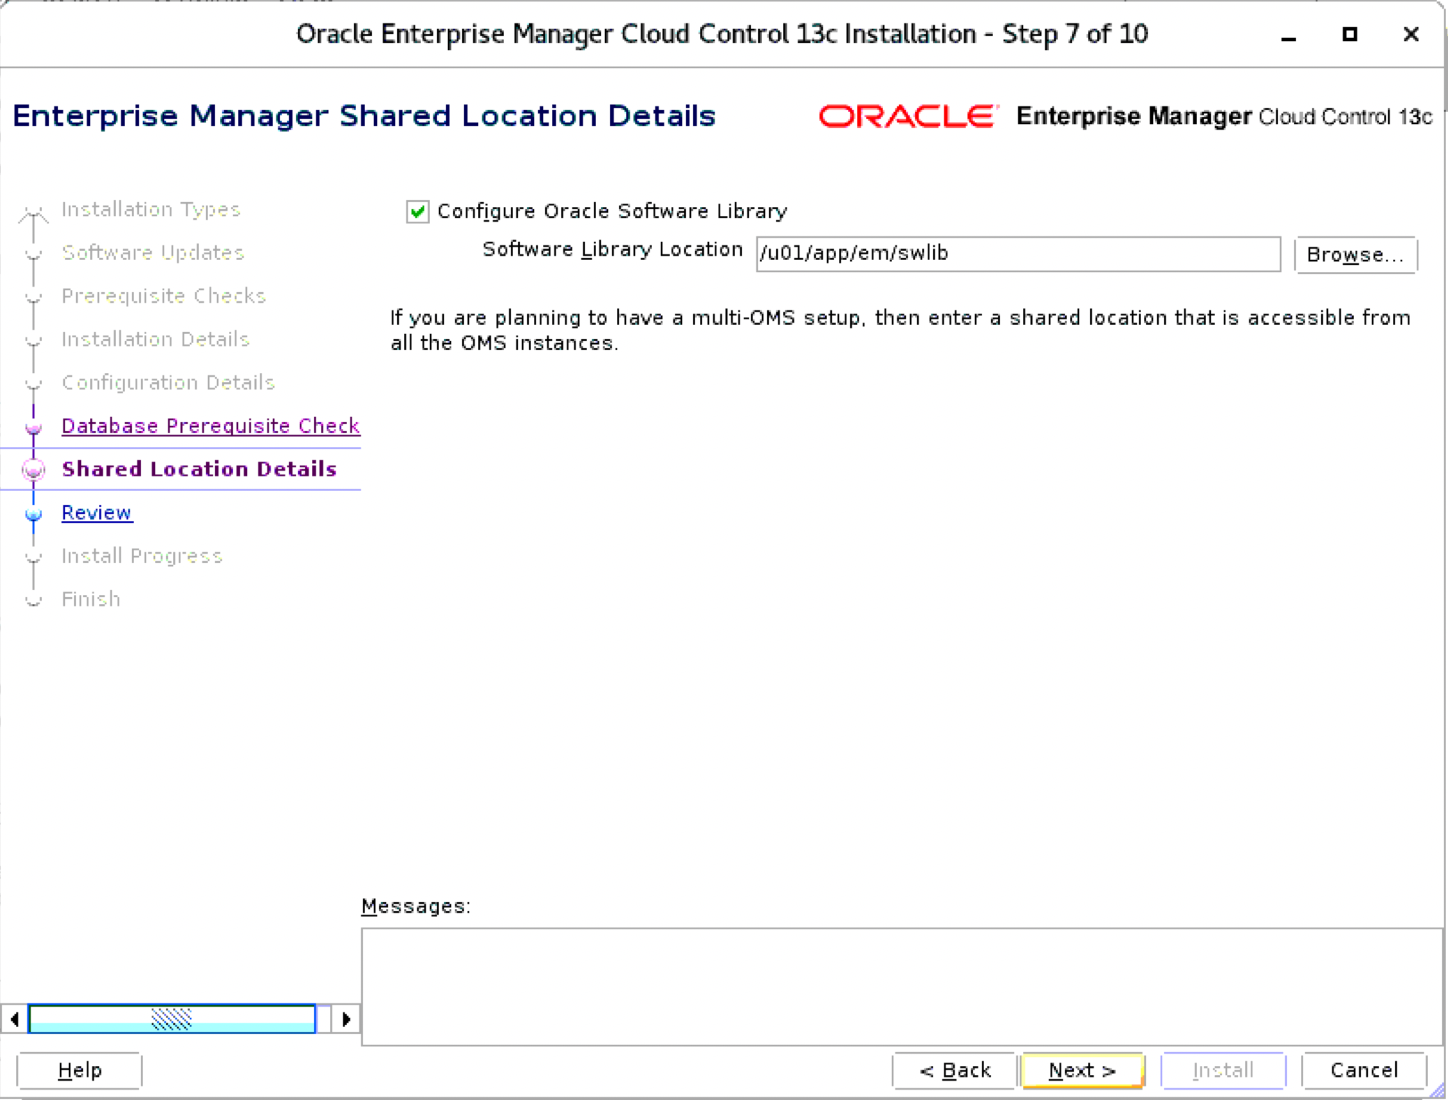 Oracle Enterprise Manager Cloud Control 13c Installation - Step 7 of 10
Enterprise Manager Shared Location Details
ORACLE Enterprise Manager Cloud Control 13c
Installation Types
Software Updates
Prerequisite Checks
Installation Details
Configuration Details
Database Prerequisite Check
Shared Location Details
Review
Install Progress
Finish
Configure Oracle Software Library
Software Library Location /u01/app/em/swlib Browse...
If you are planning to have a multi-OMS setup, then enter a shared location that is accessible from
all the OMS instances.
Messages:
Help < Back Next > Install Cancel